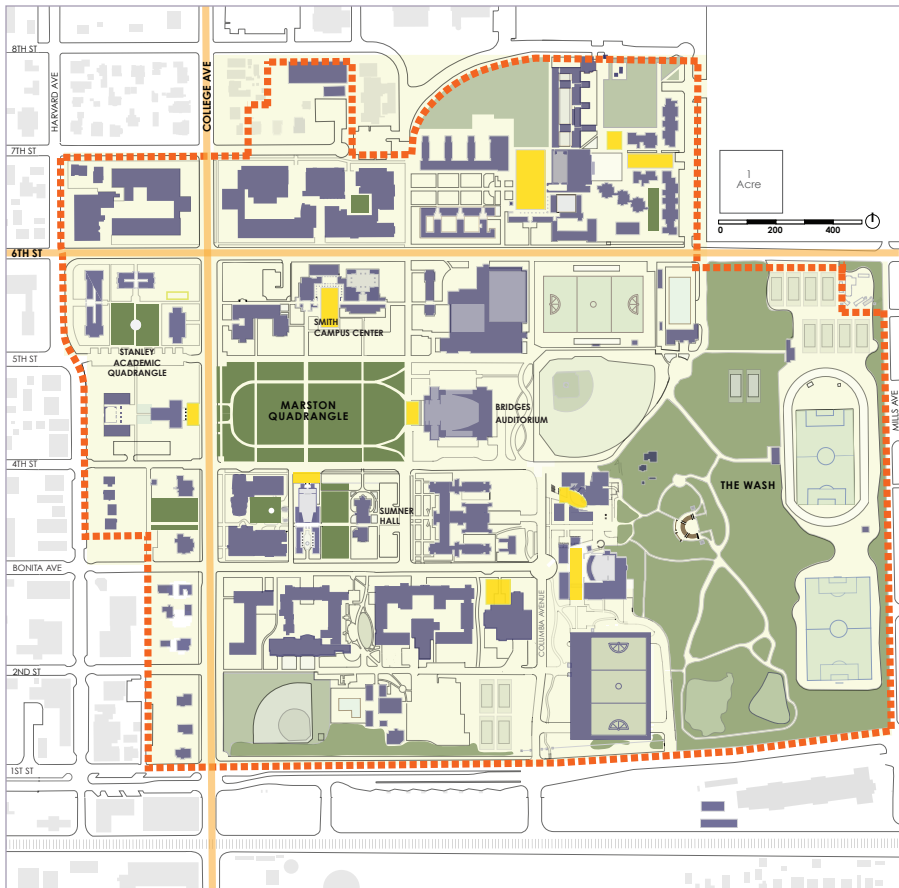 8TH ST
HARVARD AVE
COLLEGE AVE
7TH ST
1
Acre
0 200 400
6TH ST
SMITH
CAMPUS CENTER
STANLEY
ACADEMIC
QUADRANGLE
5TH ST
MARSTON
QUADRANGLE
BRIDGES
AUDITORIUM
MILLS AVE
4TH ST
THE WASH
SUMNER
HALL
BONITA AVE
COLUMBIA AVENUE
2ND ST
1ST ST